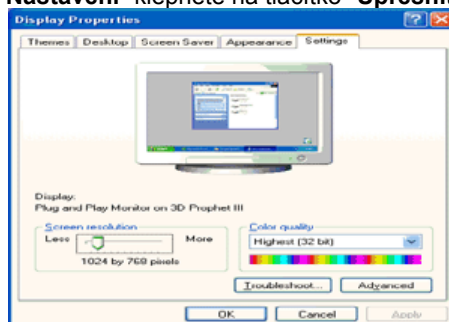 Nastavení" klepněte na tlačítko "Upřesnit
Display Properties
Themes Desktop Screen Saver Appearance Settings
Display:
Plug and Play Monitor on 3D Prophet III
Screen resolution
Less More
1024 by 768 pixels
Color quality
Highest (32 bit)
Troubleshoot... Advanced
OK Cancel Apply